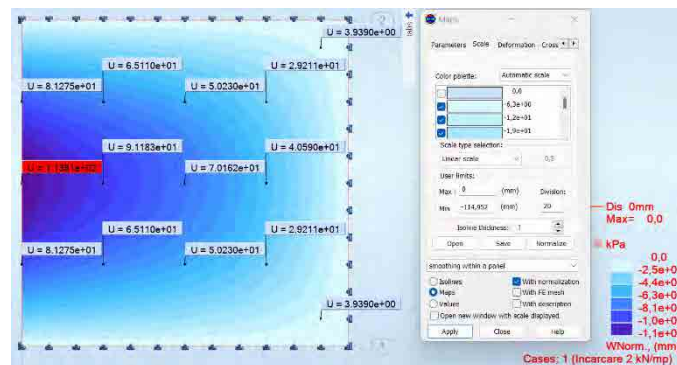 U = 3.9390e+00
U = 6.5110e+01
U = 2.9211e+01
U = 8.1275e+01
U = 5.0230e+01
U = 9.1183e+01
U = 4.0590e+01
U = 7.0162e+01
U = 6.5110e+01
U = 2.9211e+01
U = 8.1275e+01
U = 5.0230e+01
U = 3.9390e+00
Maps
Parameters Scale Deformation Cross
Color palette: Automatic scale
0,0
-6,3e+00
-1,2e+01
-1,9e+01
Scale type selection:
Linear scale 0,0
User limits:
Max : 0 (mm) Division:
Min -114,952 (mm) 20
Isoline thickness: 1
Open Save Normalize
smoothing within a panel
Isolines With normalization
Maps With FE mesh
Values With description
Open new window with scale displayed
Apply Close Help
Dis 0mm
Max= 0,0
kPa
0,0
-2,5e+0
-4,4e+0
-6,3e+0
-8,1e+0
-1,0e+0
-1,1e+0
WNorm., (mm
Cases: 1 (Incarcare 2 kN/mp)